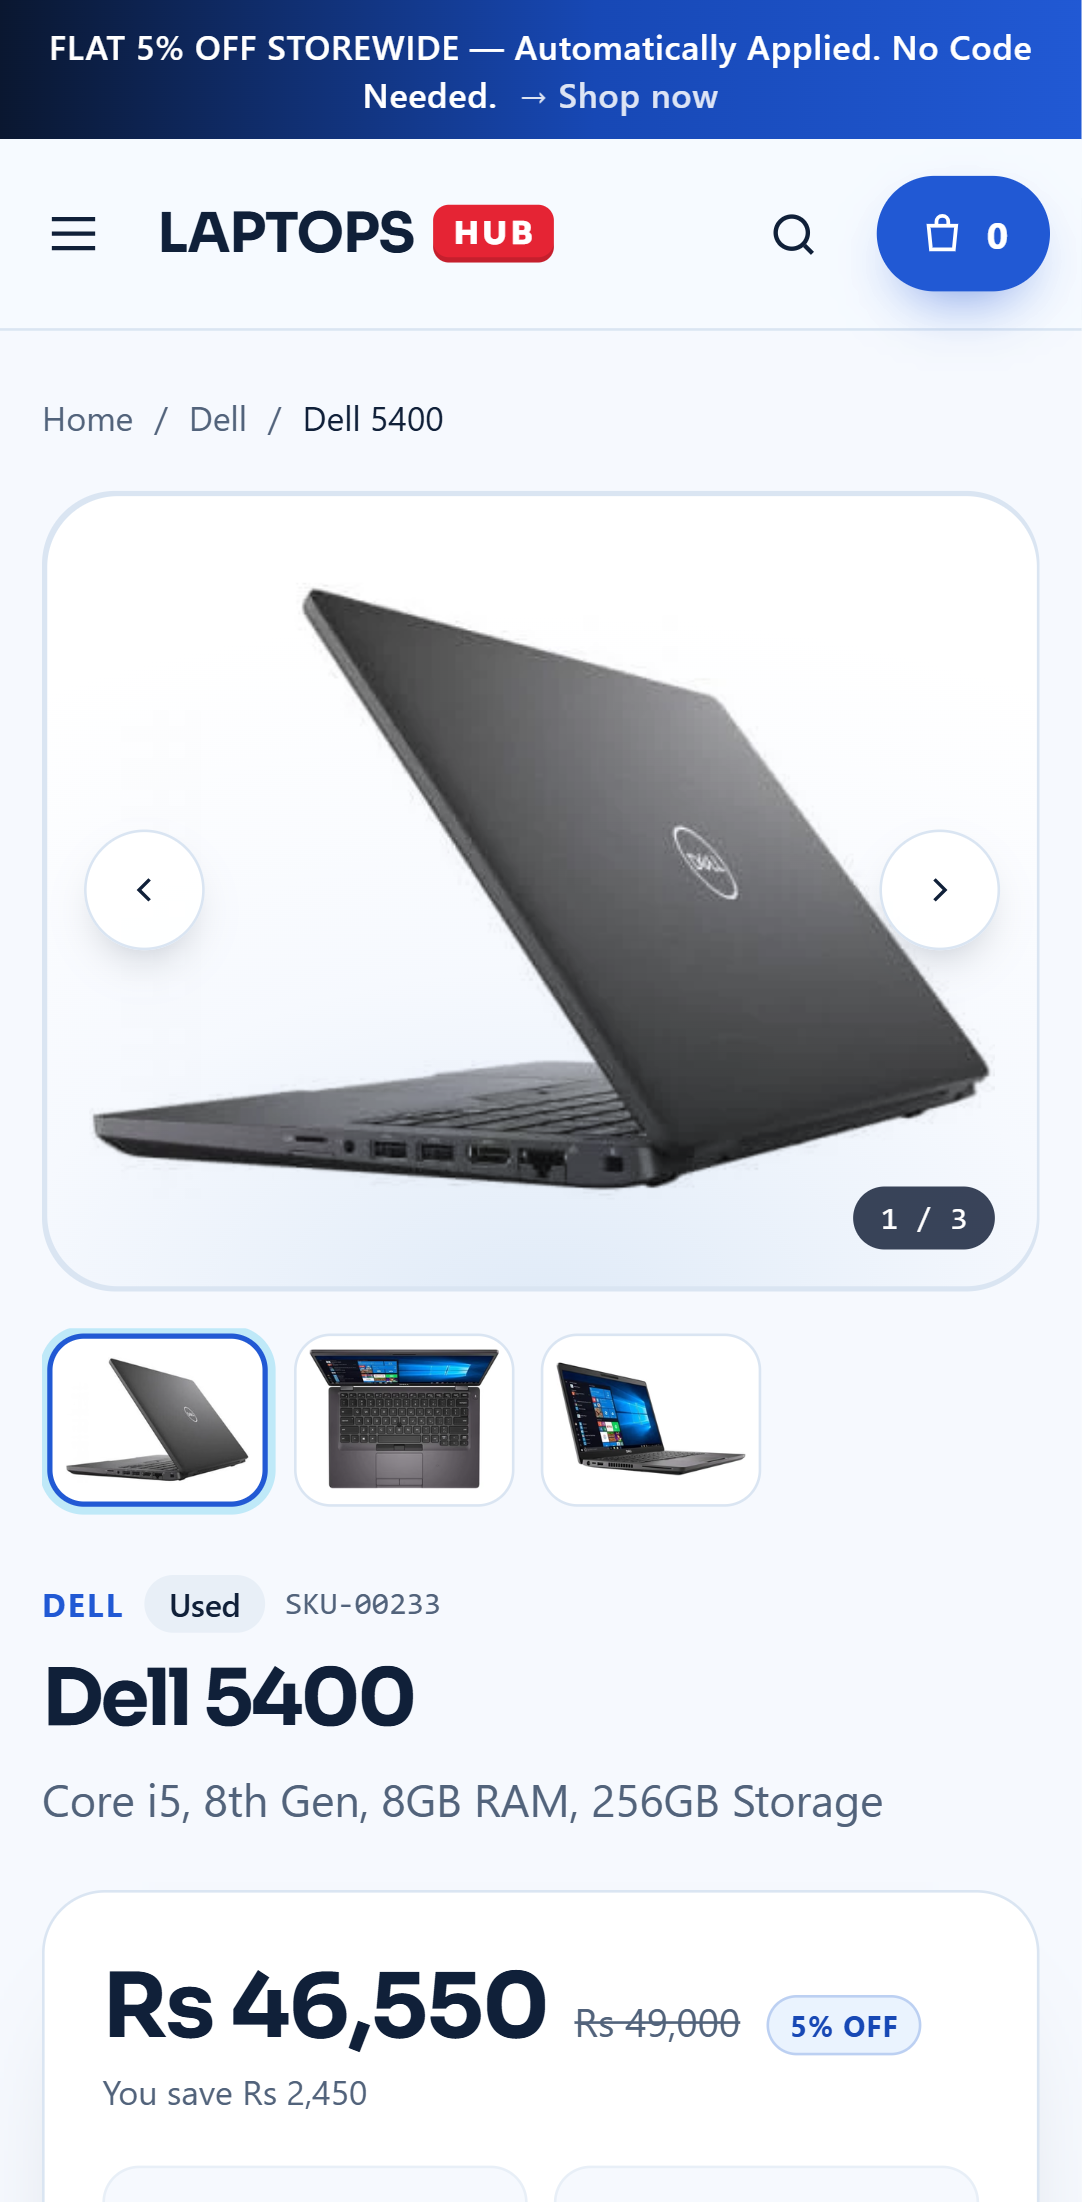 FLAT 5% OFF STOREWIDE — Automatically Applied. No Code
Needed. → Shop now
LAPTOPS HUB
0
Home / Dell / Dell 5400
DELL
1 / 3
DELL Used SKU-00233
Dell 5400
Core i5, 8th Gen, 8GB RAM, 256GB Storage
Rs 46,550 Rs 49,000 5% OFF
You save Rs 2,450